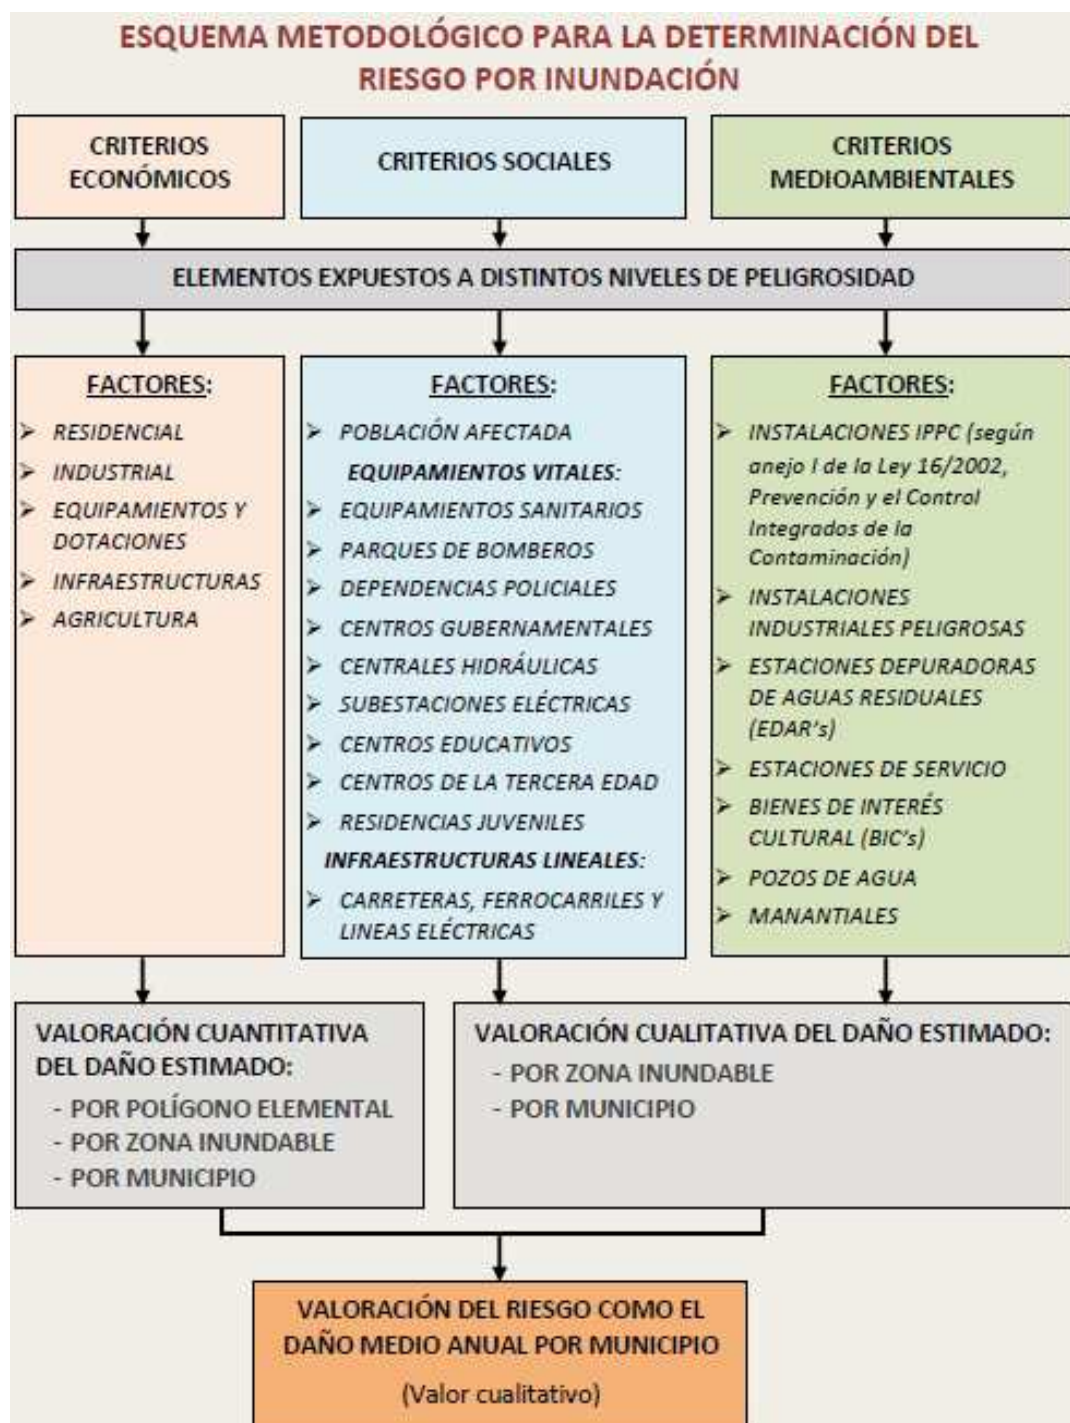 ESQUEMA METODOLÓGICO PARA LA DETERMINACIÓN DEL
RIESGO POR INUNDACIÓN
CRITERIOS
ECONÓMICOS
CRITERIOS SOCIALES
CRITERIOS
MEDIOAMBIENTALES
ELEMENTOS EXPUESTOS A DISTINTOS NIVELES DE PELIGROSIDAD
FACTORES:
➢ RESIDENCIAL
➢ INDUSTRIAL
➢ EQUIPAMIENTOS Y
DOTACIONES
➢ INFRAESTRUCTURAS
➢ AGRICULTURA
FACTORES:
➢ POBLACIÓN AFECTADA
EQUIPAMIENTOS VITALES:
➢ EQUIPAMIENTOS SANITARIOS
➢ PARQUES DE BOMBEROS
➢ DEPENDENCIAS POLICIALES
➢ CENTROS GUBERNAMENTALES
➢ CENTRALES HIDRÁULICAS
➢ SUBESTACIONES ELÉCTRICAS
➢ CENTROS EDUCATIVOS
➢ CENTROS DE LA TERCERA EDAD
➢ RESIDENCIAS JUVENILES
INFRAESTRUCTURAS LINEALES:
➢ CARRETERAS, FERROCARRILES Y
LINEAS ELÉCTRICAS
FACTORES:
➢ INSTALACIONES IPPC (según
anejo I de la Ley 16/2002,
Prevención y el Control
Integrados de la
Contaminación)
➢ INSTALACIONES
INDUSTRIALES PELIGROSAS
➢ ESTACIONES DEPURADORAS
DE AGUAS RESIDUALES
(EDAR's)
➢ ESTACIONES DE SERVICIO
➢ BIENES DE INTERÉS
CULTURAL (BIC's)
➢ POZOS DE AGUA
➢ MANANTIALES
VALORACIÓN CUANTITATIVA
DEL DAÑO ESTIMADO:
- POR POLÍGONO ELEMENTAL
- POR ZONA INUNDABLE
- POR MUNICIPIO
VALORACIÓN CUALITATIVA DEL DAÑO ESTIMADO:
- POR ZONA INUNDABLE
- POR MUNICIPIO
VALORACIÓN DEL RIESGO COMO EL
DAÑO MEDIO ANUAL POR MUNICIPIO
(Valor cualitativo)